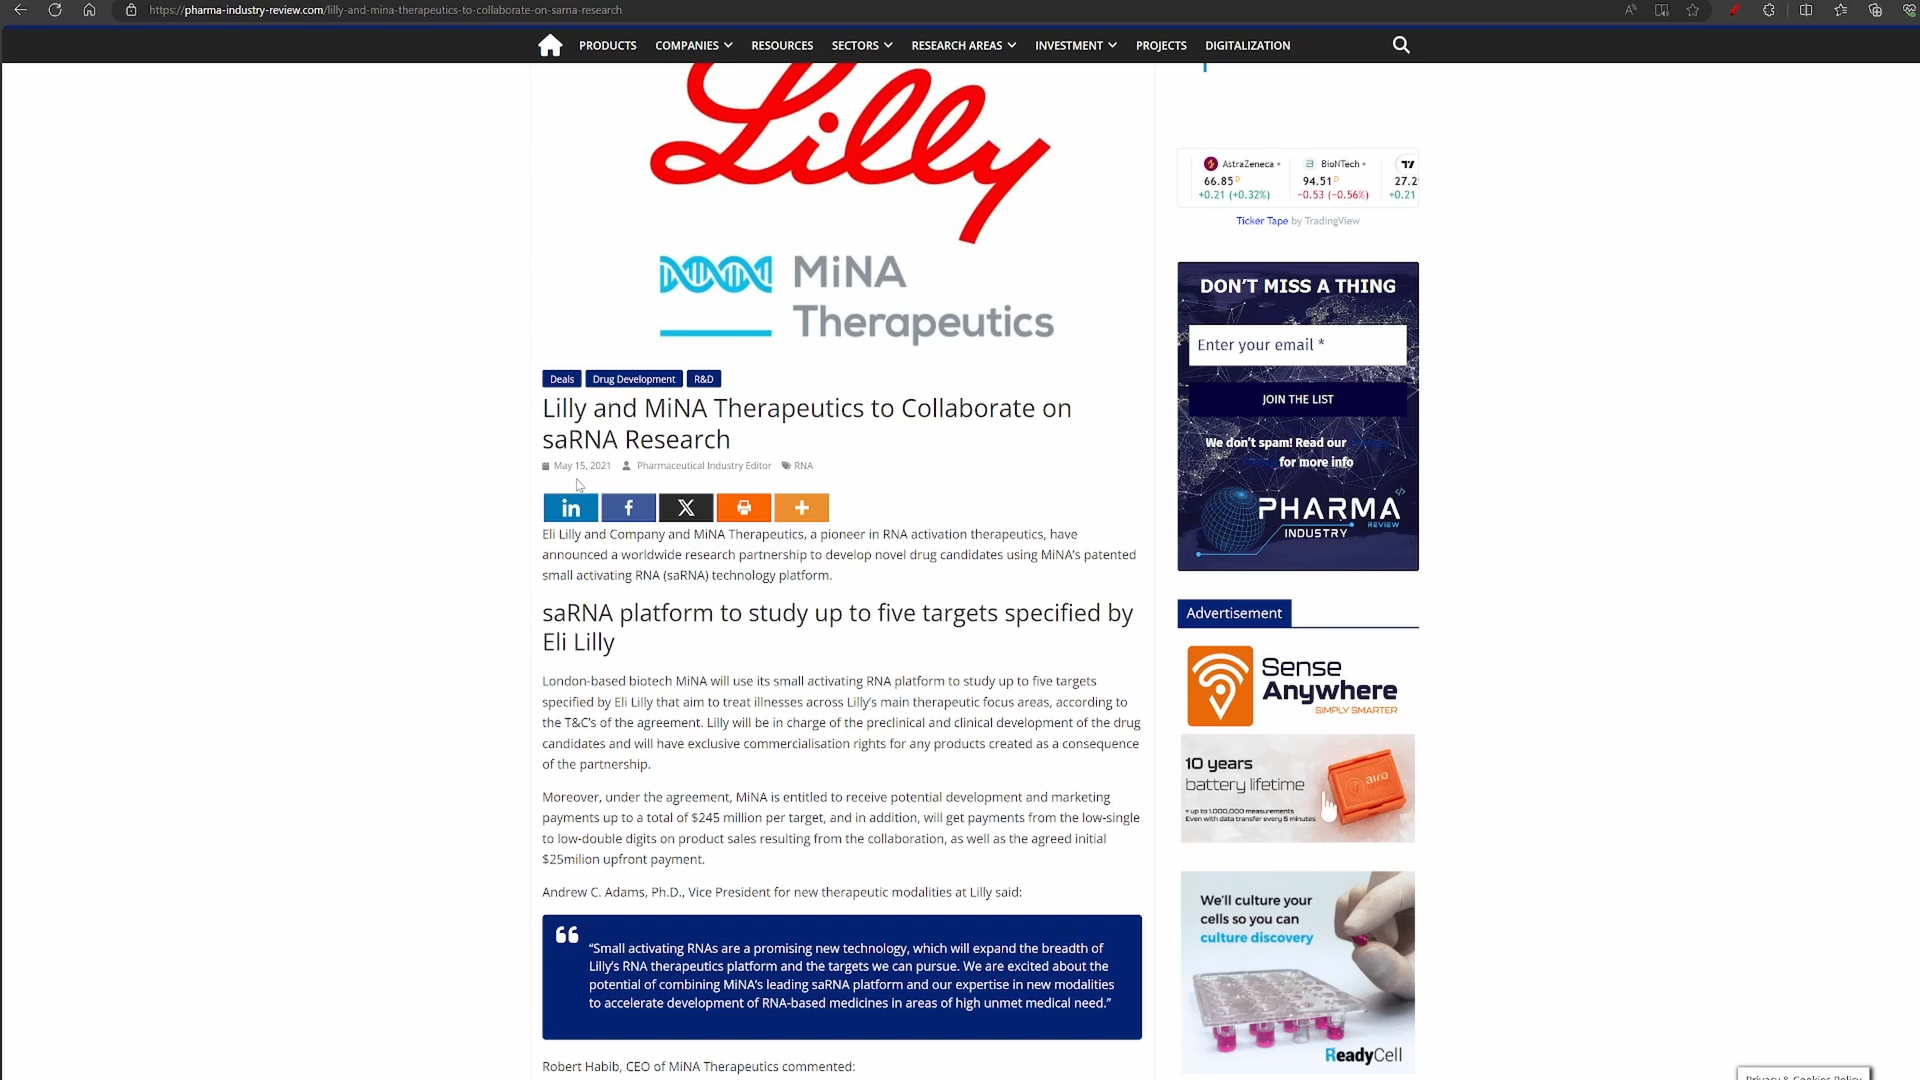 https://pharma-industry-review.com/lilly-and-mina-therapeutics-to-collaborate-on-sarna-research
PRODUCTS COMPANIES RESOURCES SECTORS RESEARCH AREAS INVESTMENT PROJECTS DIGITALIZATION
Lilly
MiNA
Therapeutics
Deals Drug Development R&D
Lilly and MiNA Therapeutics to Collaborate on
saRNA Research
May 15, 2021 Pharmaceutical Industry Editor RNA
in f X
Eli Lilly and Company and MiNA Therapeutics, a pioneer in RNA activation therapeutics, have
announced a worldwide research partnership to develop novel drug candidates using MiNA's patented
small activating RNA (saRNA) technology platform.
saRNA platform to study up to five targets specified by
Eli Lilly
London-based biotech MiNA will use its small activating RNA platform to study up to five targets
specified by Eli Lilly that aim to treat illnesses across Lilly's main therapeutic focus areas, according to
the T&C's of the agreement. Lilly will be in charge of the preclinical and clinical development of the drug
candidates and will have exclusive commercialisation rights for any products created as a consequence
of the partnership.
Moreover, under the agreement, MiNA is entitled to receive potential development and marketing
payments up to a total of $245 million per target, and in addition, will get payments from the low-single
to low-double digits on product sales resulting from the collaboration, as well as the agreed initial
$25milion upfront payment.
Andrew C. Adams, Ph.D., Vice President for new therapeutic modalities at Lilly said:
“Small activating RNAs are a promising new technology, which will expand the breadth of
Lilly's RNA therapeutics platform and the targets we can pursue. We are excited about the
potential of combining MiNA's leading saRNA platform and our expertise in new modalities
to accelerate development of RNA-based medicines in areas of high unmet medical need.”
Robert Habib, CEO of MiNA Therapeutics commented:
AstraZeneca BioNTech
66.85 D 94.51 D 27.2
+0.21 (+0.32%) −0.53 (−0.56%) +0.21
Ticker Tape by TradingView
DON'T MISS A THING
Enter your email *
JOIN THE LIST
We don't spam! Read our
for more info
PHARMA
REVIEW
INDUSTRY
Advertisement
Sense
Anywhere
SIMPLY SMARTER
10 years
battery lifetime
airo
= up to 1.000.000 measurements
Even with data transfer every 5 minutes
We'll culture your
cells so you can
culture discovery
ReadyCell
Privacy & Cookies Policy